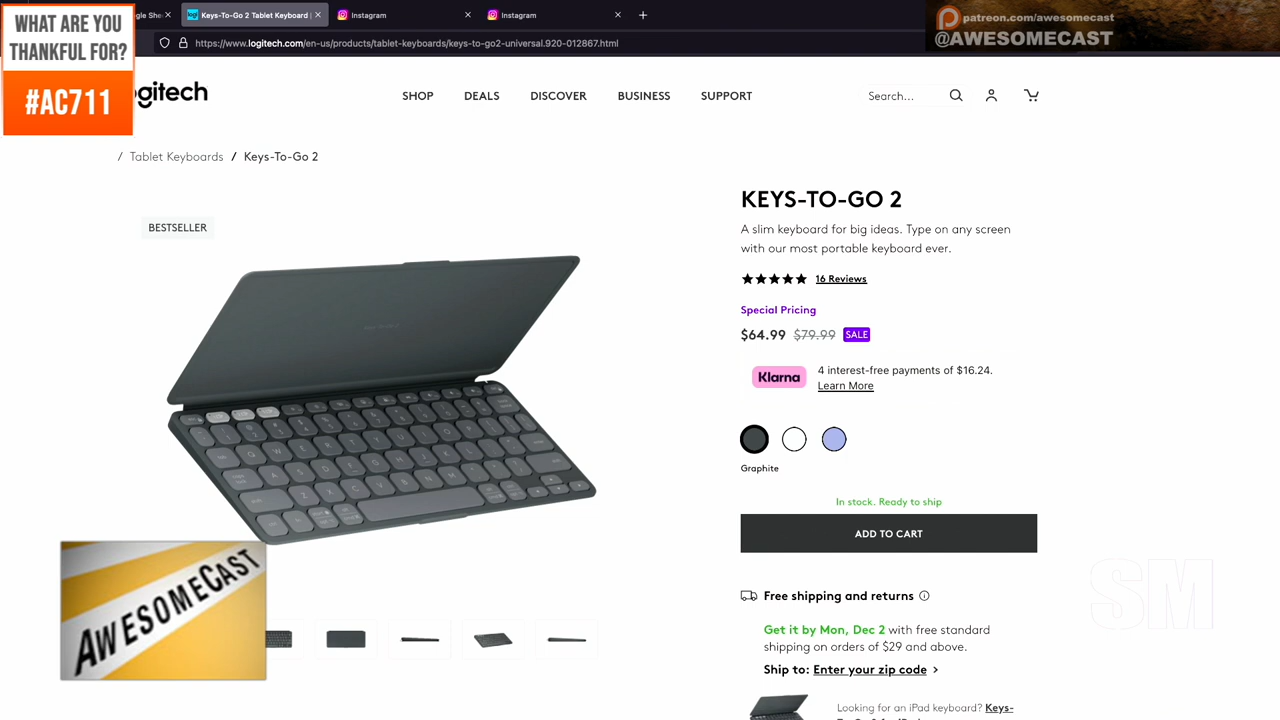 WHAT ARE YOU
THANKFUL FOR?
#AC711
gle She
Keys-To-Go 2 Tablet Keyboard |
Instagram
Instagram
https://www.logitech.com/en-us/products/tablet-keyboards/keys-to-go2-universal.920-012867.html
patreon.com/awesomecast
@AWESOMECAST
ogitech
SHOP
DEALS
DISCOVER
BUSINESS
SUPPORT
Search...
/ Tablet Keyboards / Keys-To-Go 2
BESTSELLER
KEYS-TO-GO 2
A slim keyboard for big ideas. Type on any screen
with our most portable keyboard ever.
16 Reviews
Special Pricing
$64.99 $79.99 SALE
Klarna
4 interest-free payments of $16.24.
Learn More
Graphite
In stock. Ready to ship
ADD TO CART
Free shipping and returns
Get it by Mon, Dec 2 with free standard
shipping on orders of $29 and above.
Ship to: Enter your zip code >
Looking for an iPad keyboard? Keys-
AWESOMECAST
SM